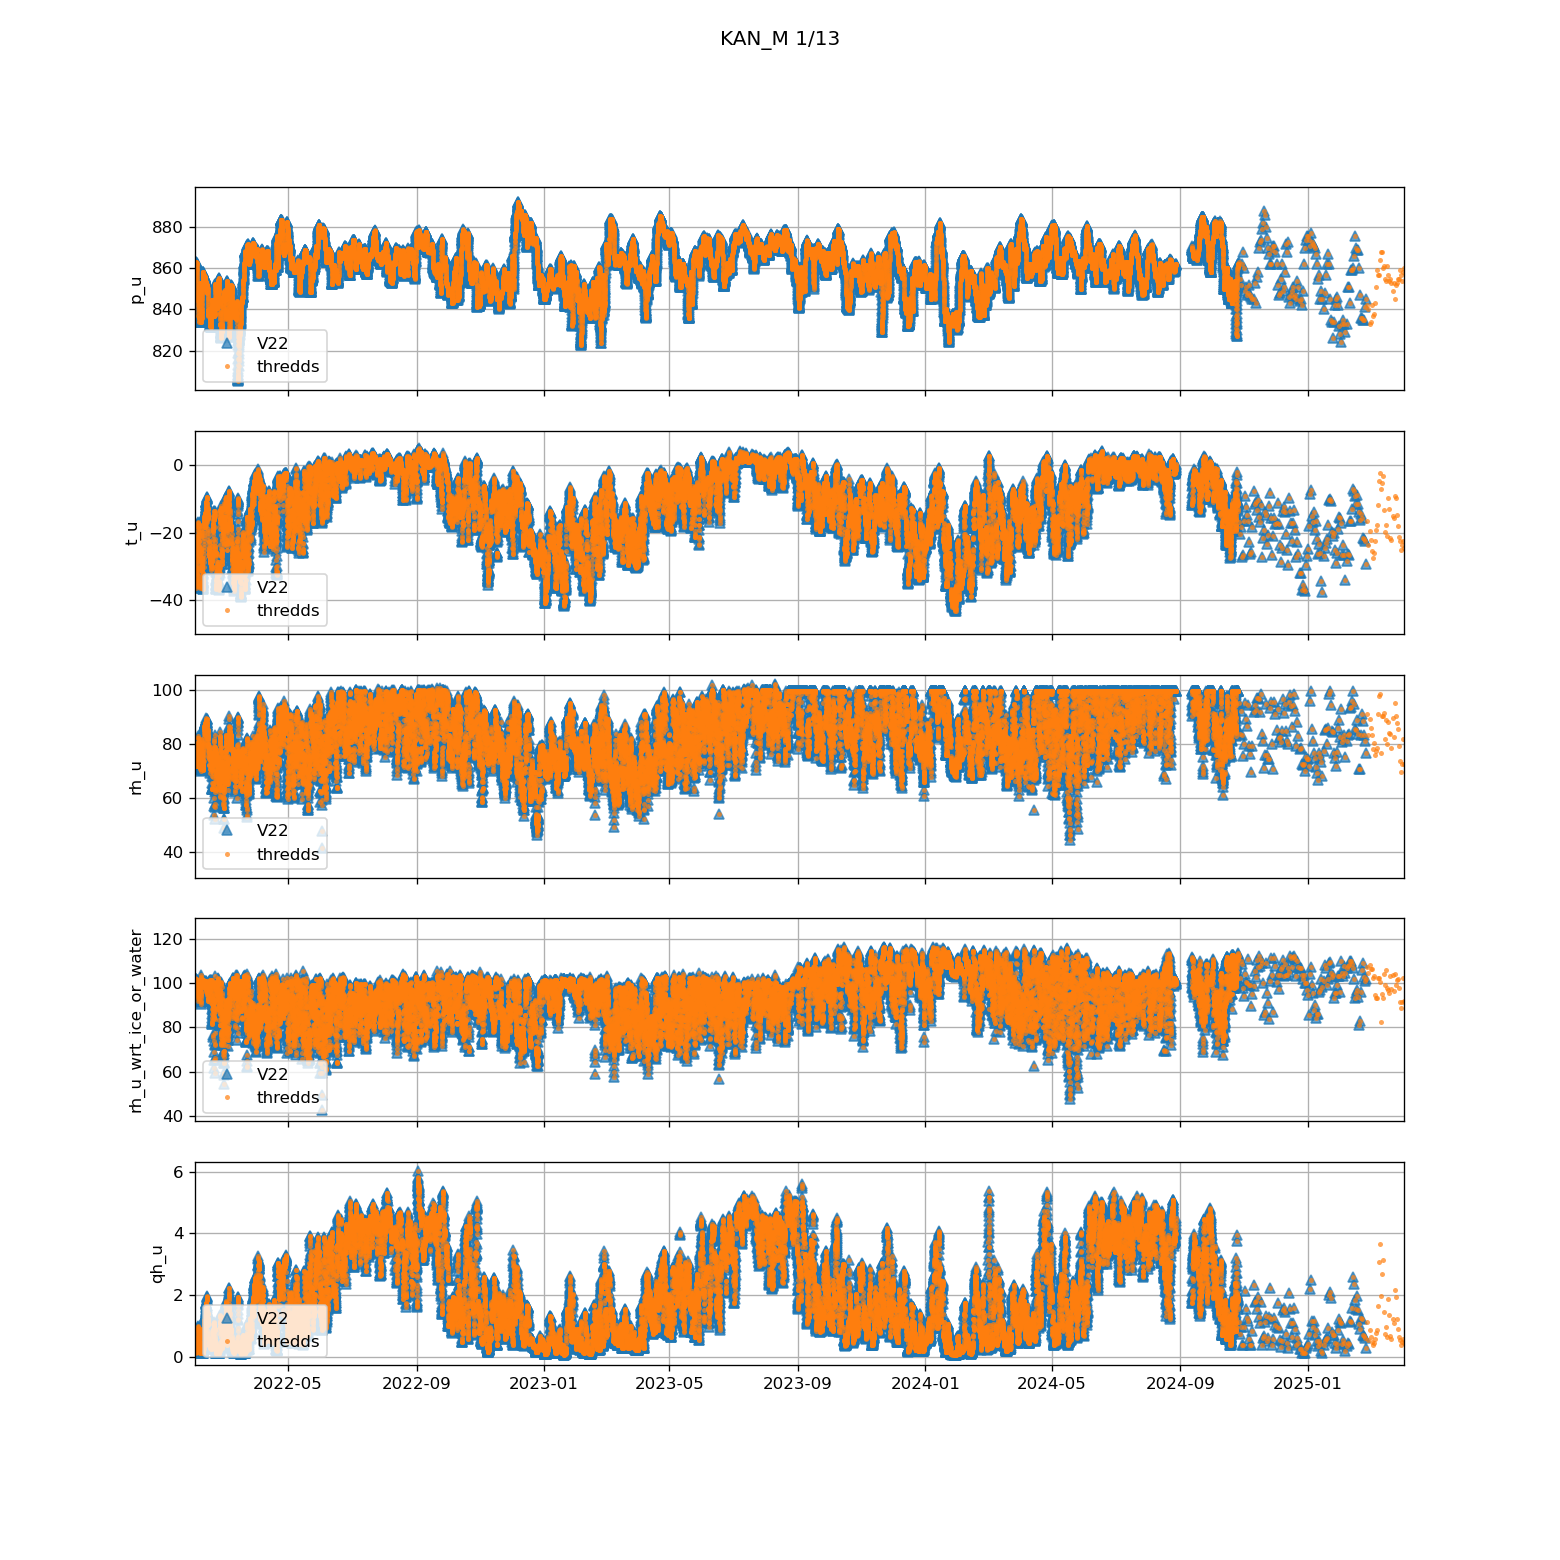 KAN_M 1/13
880
860
840
820
p_u
V22
thredds
0
−20
−40
t_u
V22
thredds
100
80
60
40
rh_u
V22
thredds
120
100
80
60
40
rh_u_wrt_ice_or_water
V22
thredds
6
4
2
0
qh_u
V22
thredds
2022-05 2022-09 2023-01 2023-05 2023-09 2024-01 2024-05 2024-09 2025-01